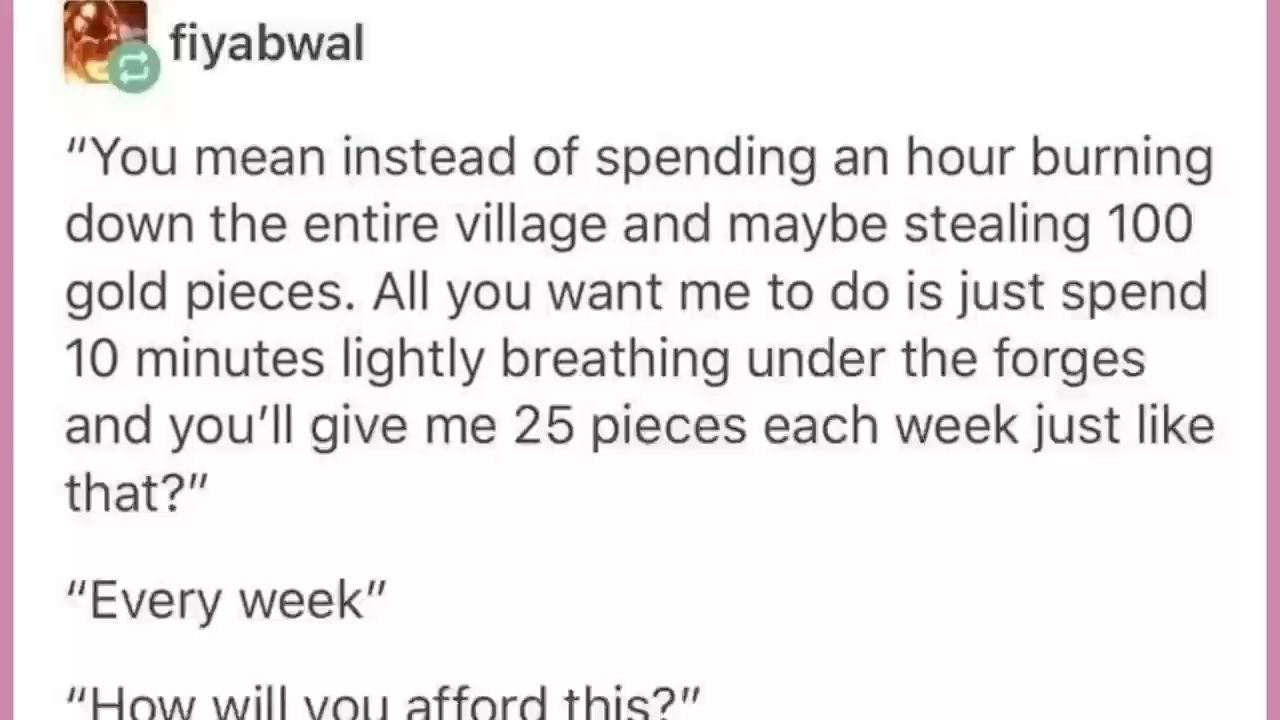 fiyabwal
“You mean instead of spending an hour burning
down the entire village and maybe stealing 100
gold pieces. All you want me to do is just spend
10 minutes lightly breathing under the forges
and you’ll give me 25 pieces each week just like
that?”
“Every week”
“How will you afford this?”